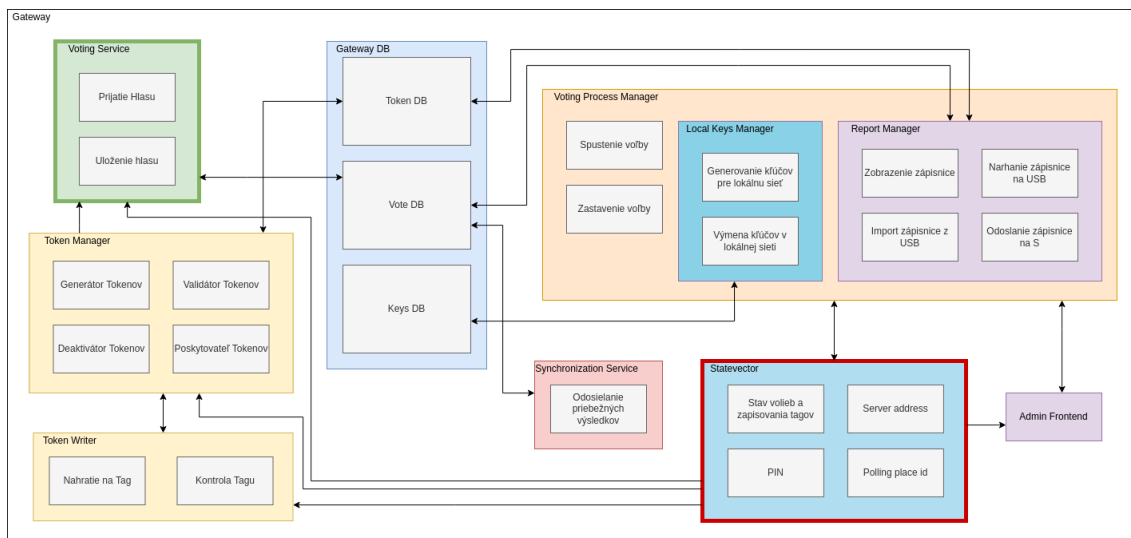 Gateway
Voting Service
Prijatie Hlasu
Uloženie hlasu
Gateway DB
Token DB
Vote DB
Keys DB
Voting Process Manager
Spustenie voľby
Zastavenie voľby
Local Keys Manager
Generovanie kľúčov
pre lokálnu sieť
Výmena kľúčov v
lokálnej sieti
Report Manager
Zobrazenie zápisnice
Narhanie zápisnice
na USB
Import zápisnice z
USB
Odoslanie zápisnice
na S
Token Manager
Generátor Tokenov
Validátor Tokenov
Deaktivátor Tokenov
Poskytovateľ Tokenov
Token Writer
Nahratie na Tag
Kontrola Tagu
Synchronization Service
Odosielanie
priebežných
výsledkov
Statevector
Stav volieb a
zapisovania tagov
Server address
PIN
Polling place id
Admin Frontend